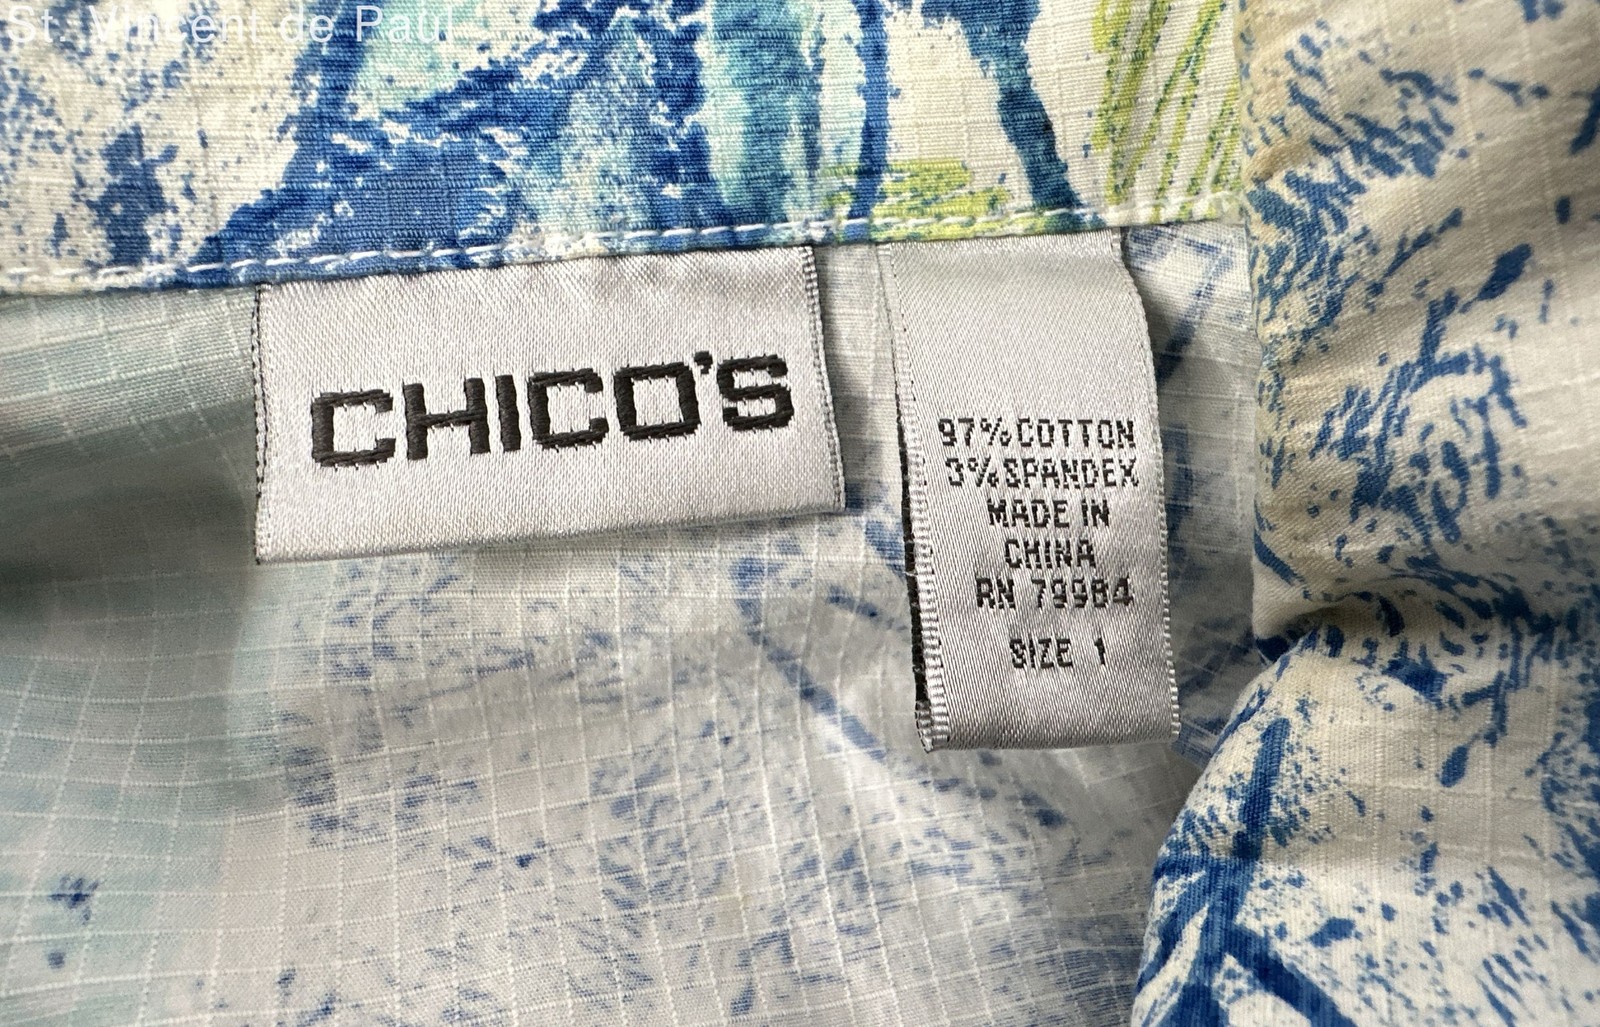 St. Vincent de Paul
CHICO'S
97% COTTON
3% SPANDEX
MADE IN
CHINA
RN 79984
SIZE 1